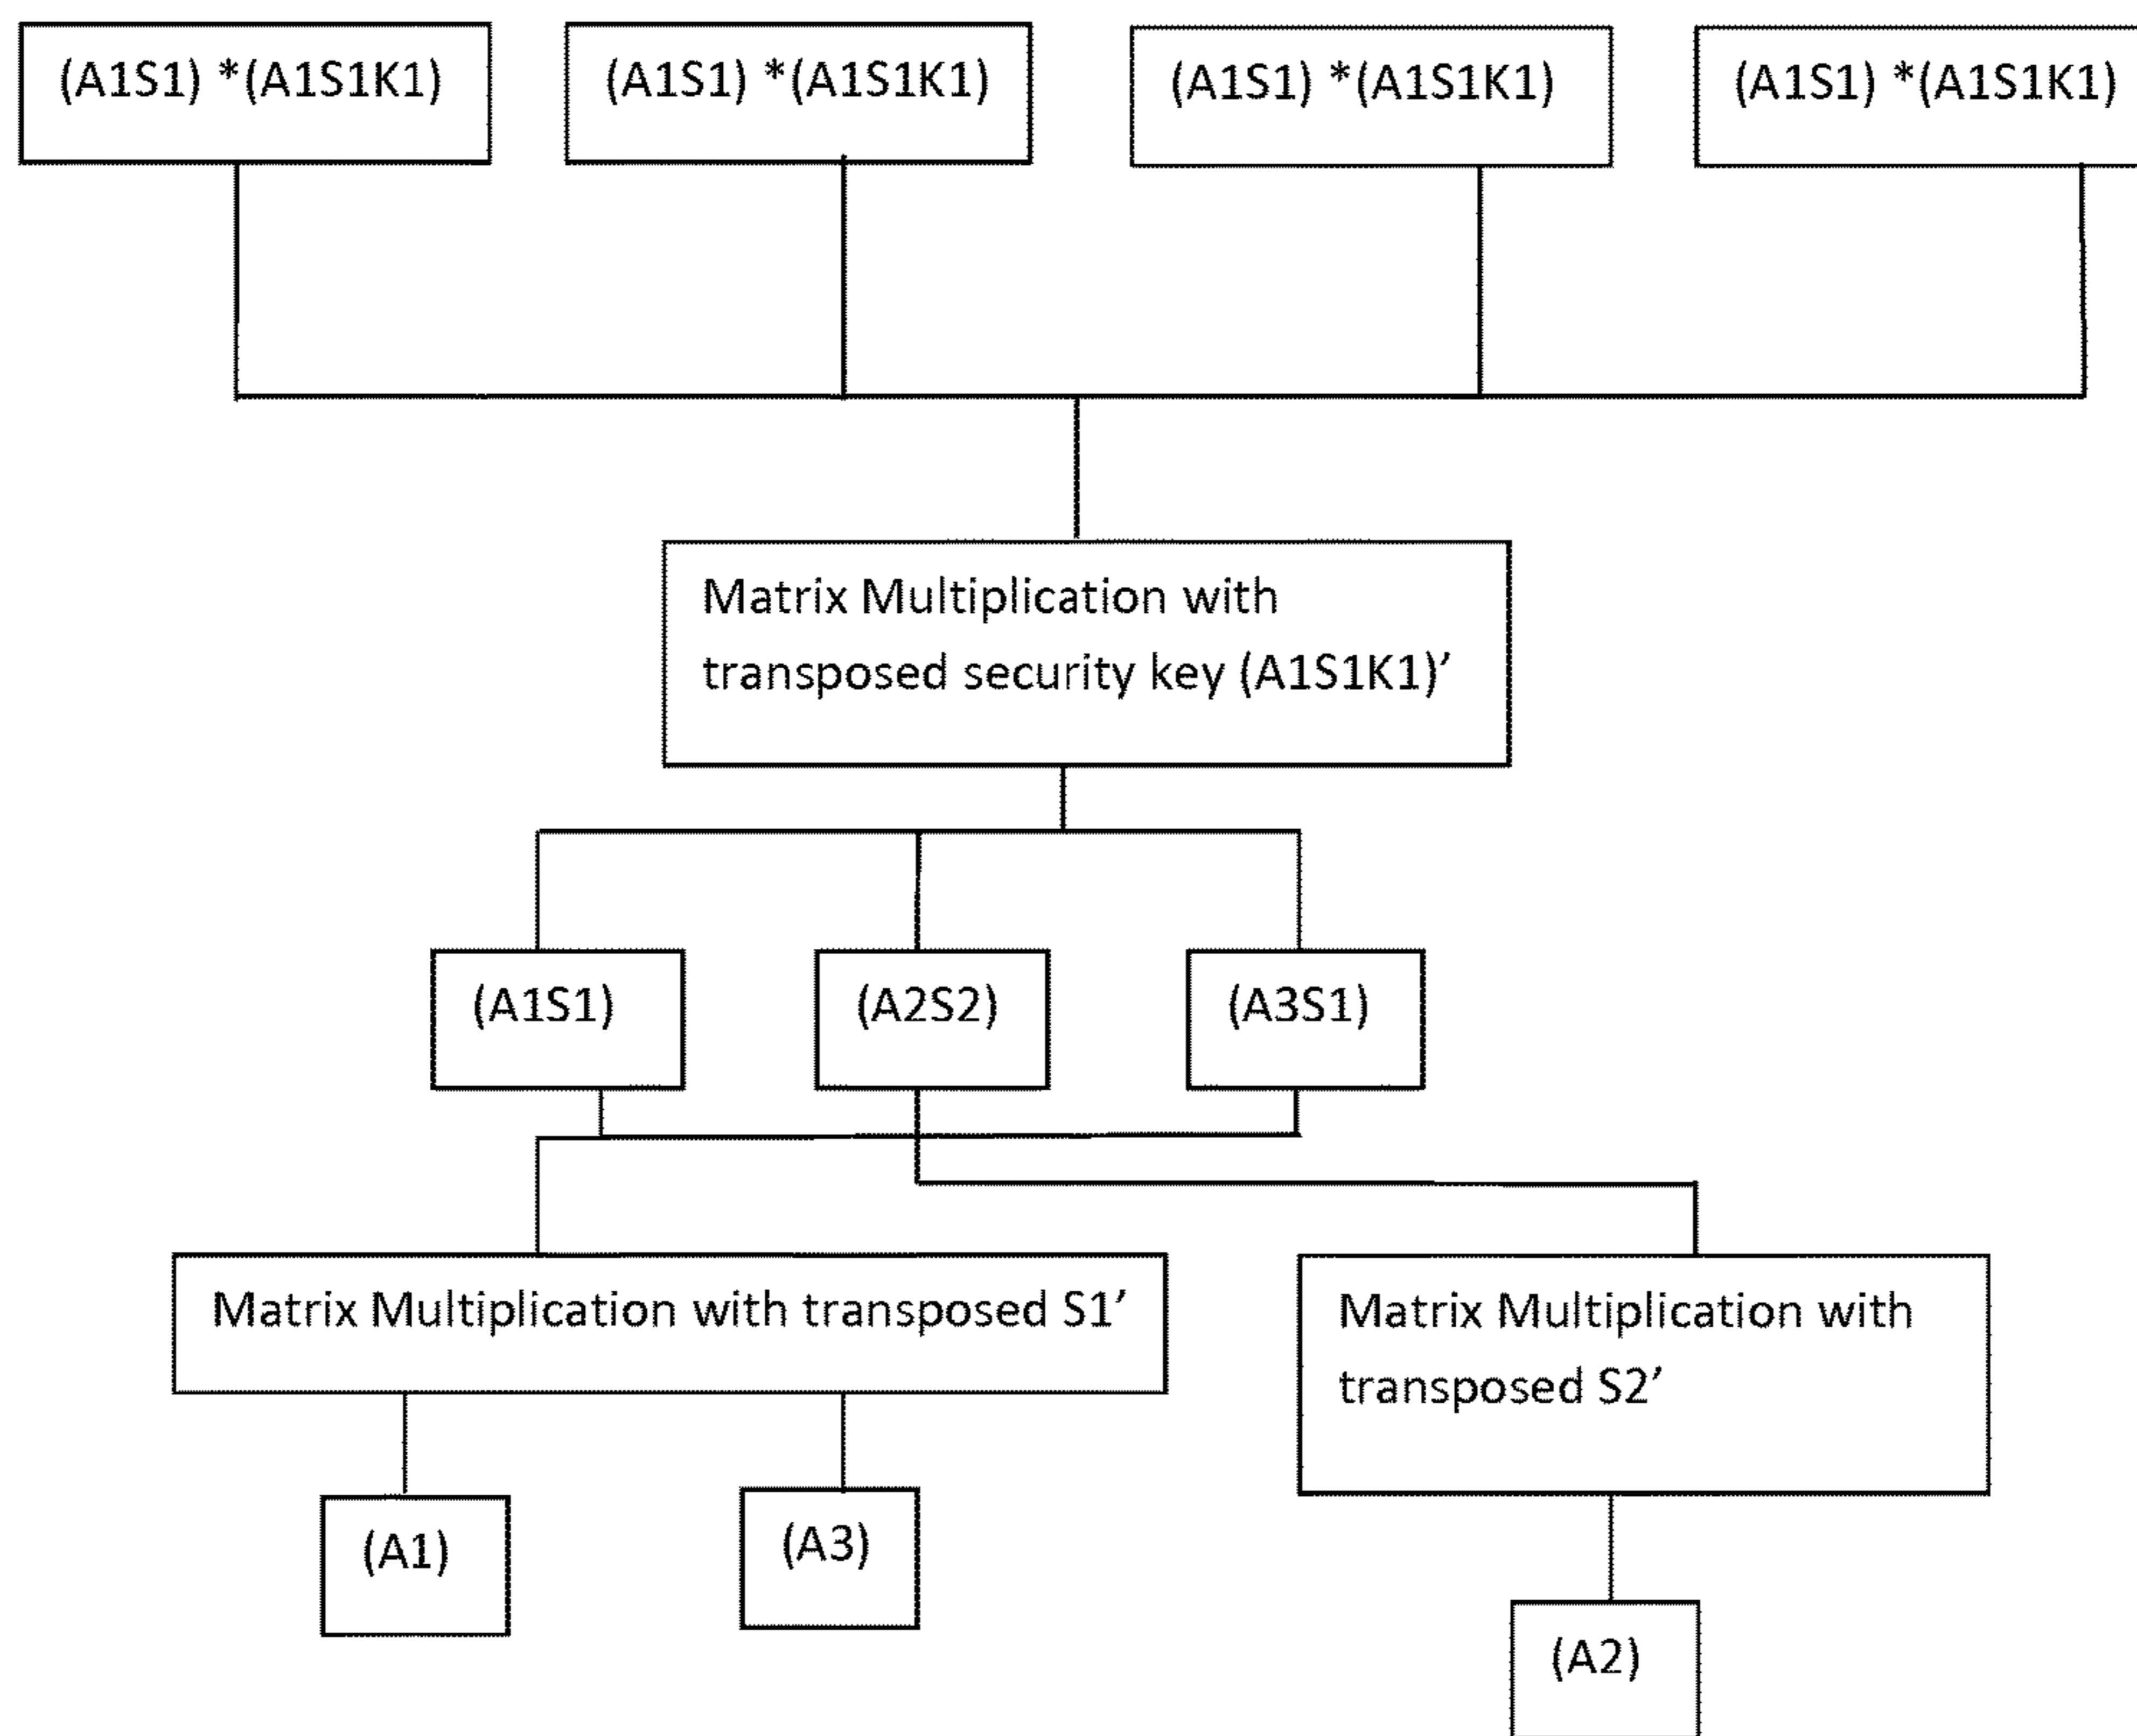 (A1S1) *(A1S1K1)
(A1S1) *(A1S1K1)
(A1S1) *(A1S1K1)
(A1S1) *(A1S1K1)
Matrix Multiplication with
transposed security key (A1S1K1)’
(A1S1)
(A2S2)
(A3S1)
Matrix Multiplication with transposed S1’
Matrix Multiplication with
transposed S2’
(A1)
(A3)
(A2)